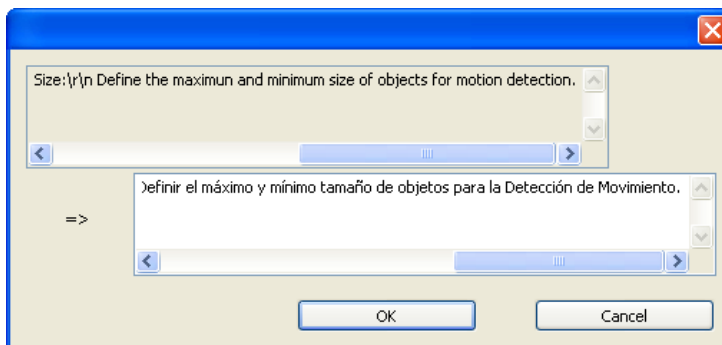 Size:\r\n Define the maximun and minimum size of objects for motion detection.
Definir el máximo y mínimo tamaño de objetos para la Detección de Movimiento.
=>
OK
Cancel